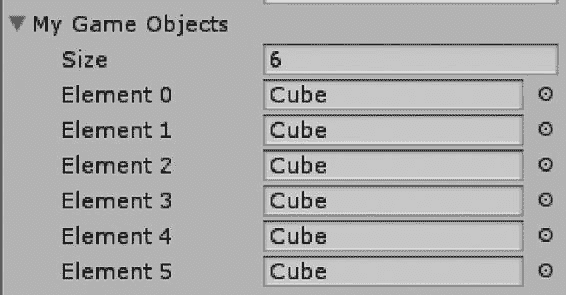 My Game Objects
Size 6
Element 0 Cube
Element 1 Cube
Element 2 Cube
Element 3 Cube
Element 4 Cube
Element 5 Cube